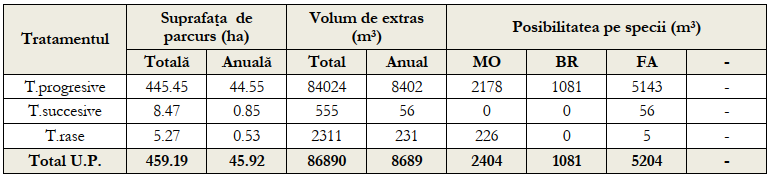 Tratamentul Suprafața de parcurs (ha) Volum de extras (m³) Posibilitatea pe specii (m³)
Totală Anuală Total Anual MO BR FA -
T.progresive 445.45 44.55 84024 8402 2178 1081 5143 -
T.succesive 8.47 0.85 555 56 0 0 56 -
T.rase 5.27 0.53 2311 231 226 0 5 -
Total U.P. 459.19 45.92 86890 8689 2404 1081 5204 -